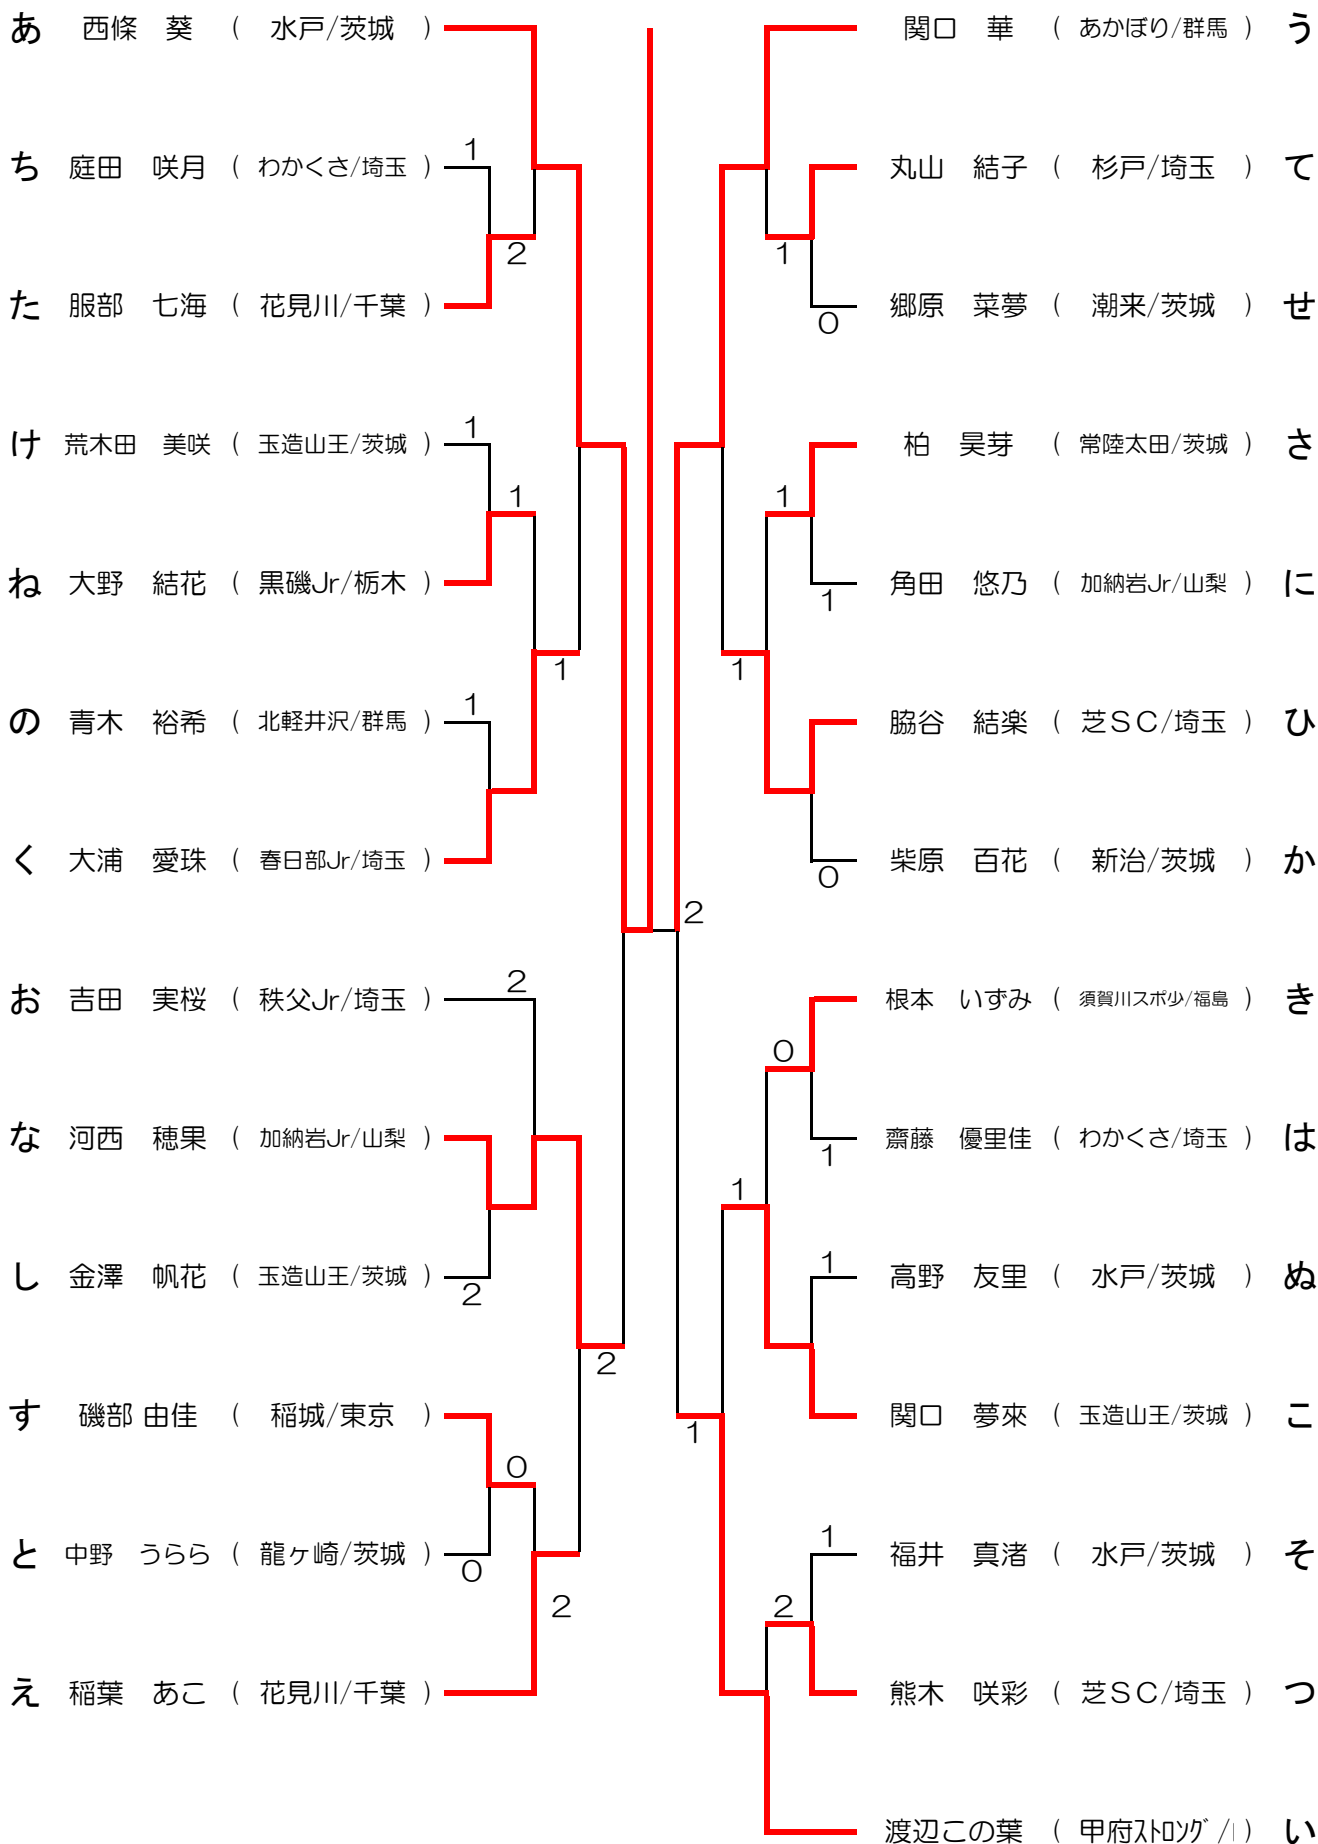 あ 西條 葵 ( 水戸/茨城 )
関口 華 ( あかぼり/群馬 ) う
ち 庭田 咲月 ( わかくさ/埼玉 ) 1
丸山 結子 ( 杉戸/埼玉 ) て
2
1
た 服部 七海 ( 花見川/千葉 )
0 郷原 菜夢 ( 潮来/茨城 ) せ
け 荒木田 美咲 ( 玉造山王/茨城 ) 1
柏 昊芽 ( 常陸太田/茨城 ) さ
1
1
ね 大野 結花 ( 黒磯Jr/栃木 )
1 角田 悠乃 ( 加納岩Jr/山梨 ) に
1
1
の 青木 裕希 ( 北軽井沢/群馬 ) 1
脇谷 結楽 ( 芝SC/埼玉 ) ひ
く 大浦 愛珠 ( 春日部Jr/埼玉 )
0 柴原 百花 ( 新治/茨城 ) か
2
お 吉田 実桜 ( 秩父Jr/埼玉 ) 2
根本 いずみ ( 須賀川スポ少/福島 ) き
0
な 河西 穂果 ( 加納岩Jr/山梨 )
1 齋藤 優里佳 ( わかくさ/埼玉 ) は
1
し 金澤 帆花 ( 玉造山王/茨城 ) 2
1 高野 友里 ( 水戸/茨城 ) ぬ
2
す 磯部 由佳 ( 稲城/東京 )
1
関口 夢來 ( 玉造山王/茨城 ) こ
0
と 中野 うらら ( 龍ヶ崎/茨城 ) 0
1 福井 真渚 ( 水戸/茨城 ) そ
2
2
え 稲葉 あこ ( 花見川/千葉 )
熊木 咲彩 ( 芝SC/埼玉 ) つ
渡辺この葉 ( 甲府ｽﾄﾛﾝｸﾞ/ ) い